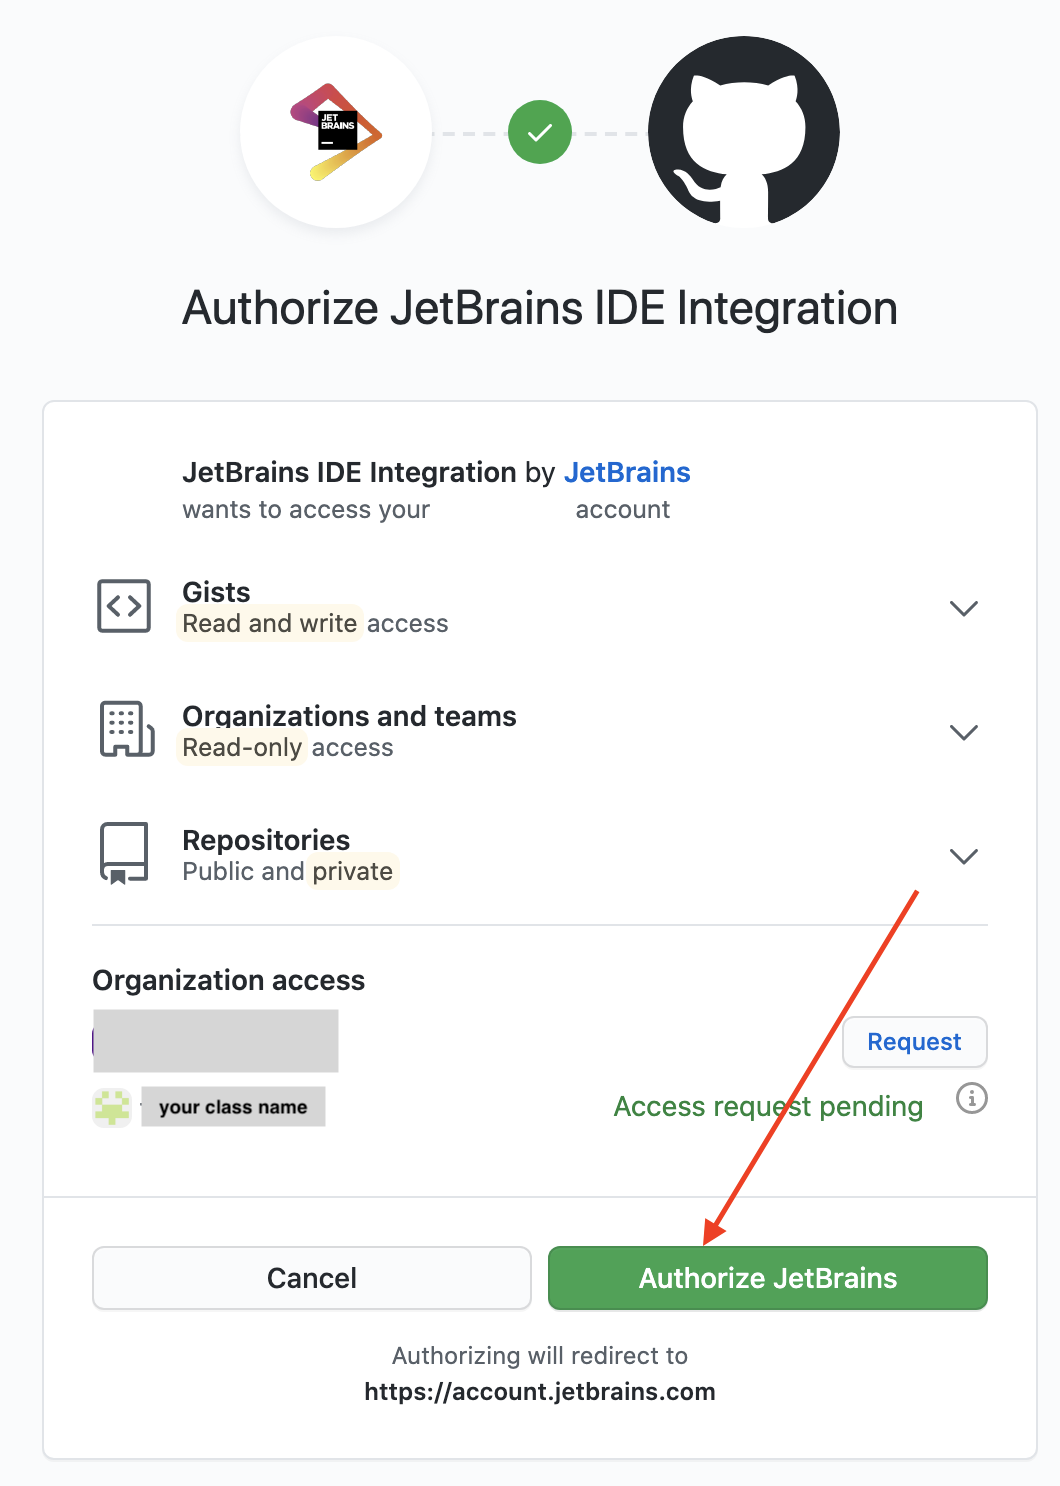 JET
BRAINS
Authorize JetBrains IDE Integration
JetBrains IDE Integration by JetBrains
wants to access your account
Gists
Read and write access
Organizations and teams
Read-only access
Repositories
Public and private
Organization access
Request
your class name
Access request pending
Cancel
Authorize JetBrains
Authorizing will redirect to
https://account.jetbrains.com